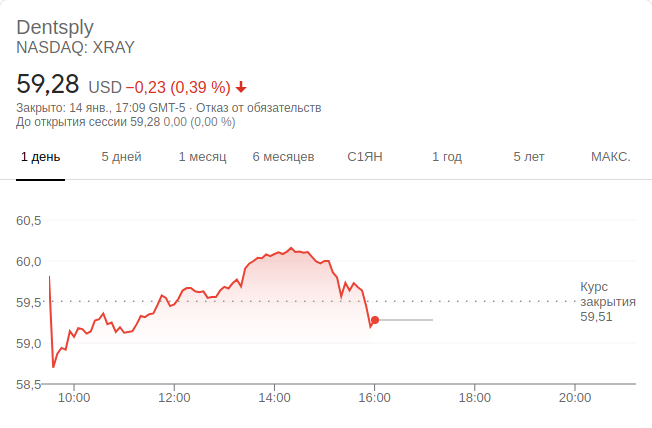 Dentsply
NASDAQ: XRAY
59,28 USD −0,23 (0,39 %)
Закрыто: 14 янв., 17:09 GMT-5 · Отказ от обязательств
До открытия сессии 59,28 0,00 (0,00 %)
1 день 5 дней 1 месяц 6 месяцев С1ЯН 1 год 5 лет МАКС.
60,5
60,0
59,5
59,0
58,5
Курс
закрытия
59,51
10:00 12:00 14:00 16:00 18:00 20:00